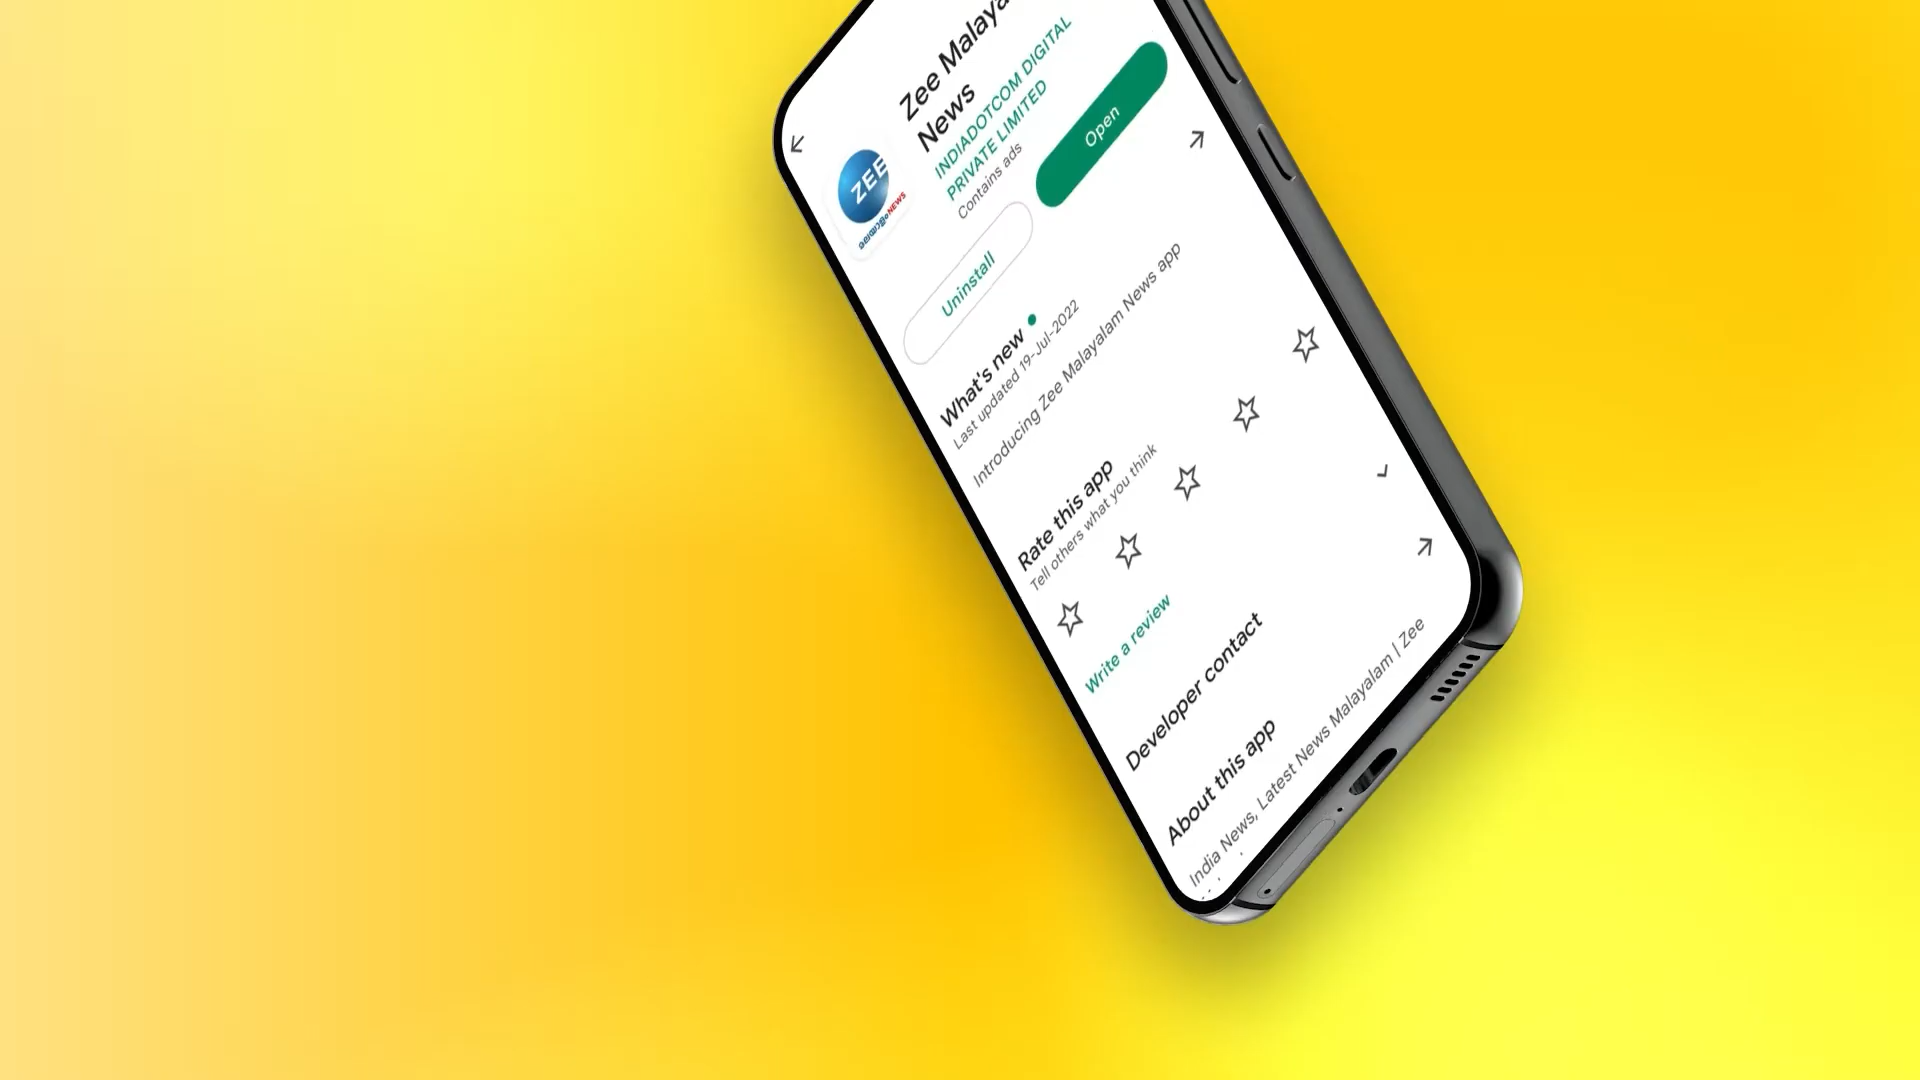 Zee Malaya
News
INDIADOTCOM DIGITAL
PRIVATE LIMITED
Contains ads
ZEE
മലയാളംNEWS
Uninstall
Open
What's new
Last updated 19-Jul-2022
Introducing Zee Malayalam News app
Rate this app
Tell others what you think
Write a review
Developer contact
About this app
India News, Latest News Malayalam | Zee